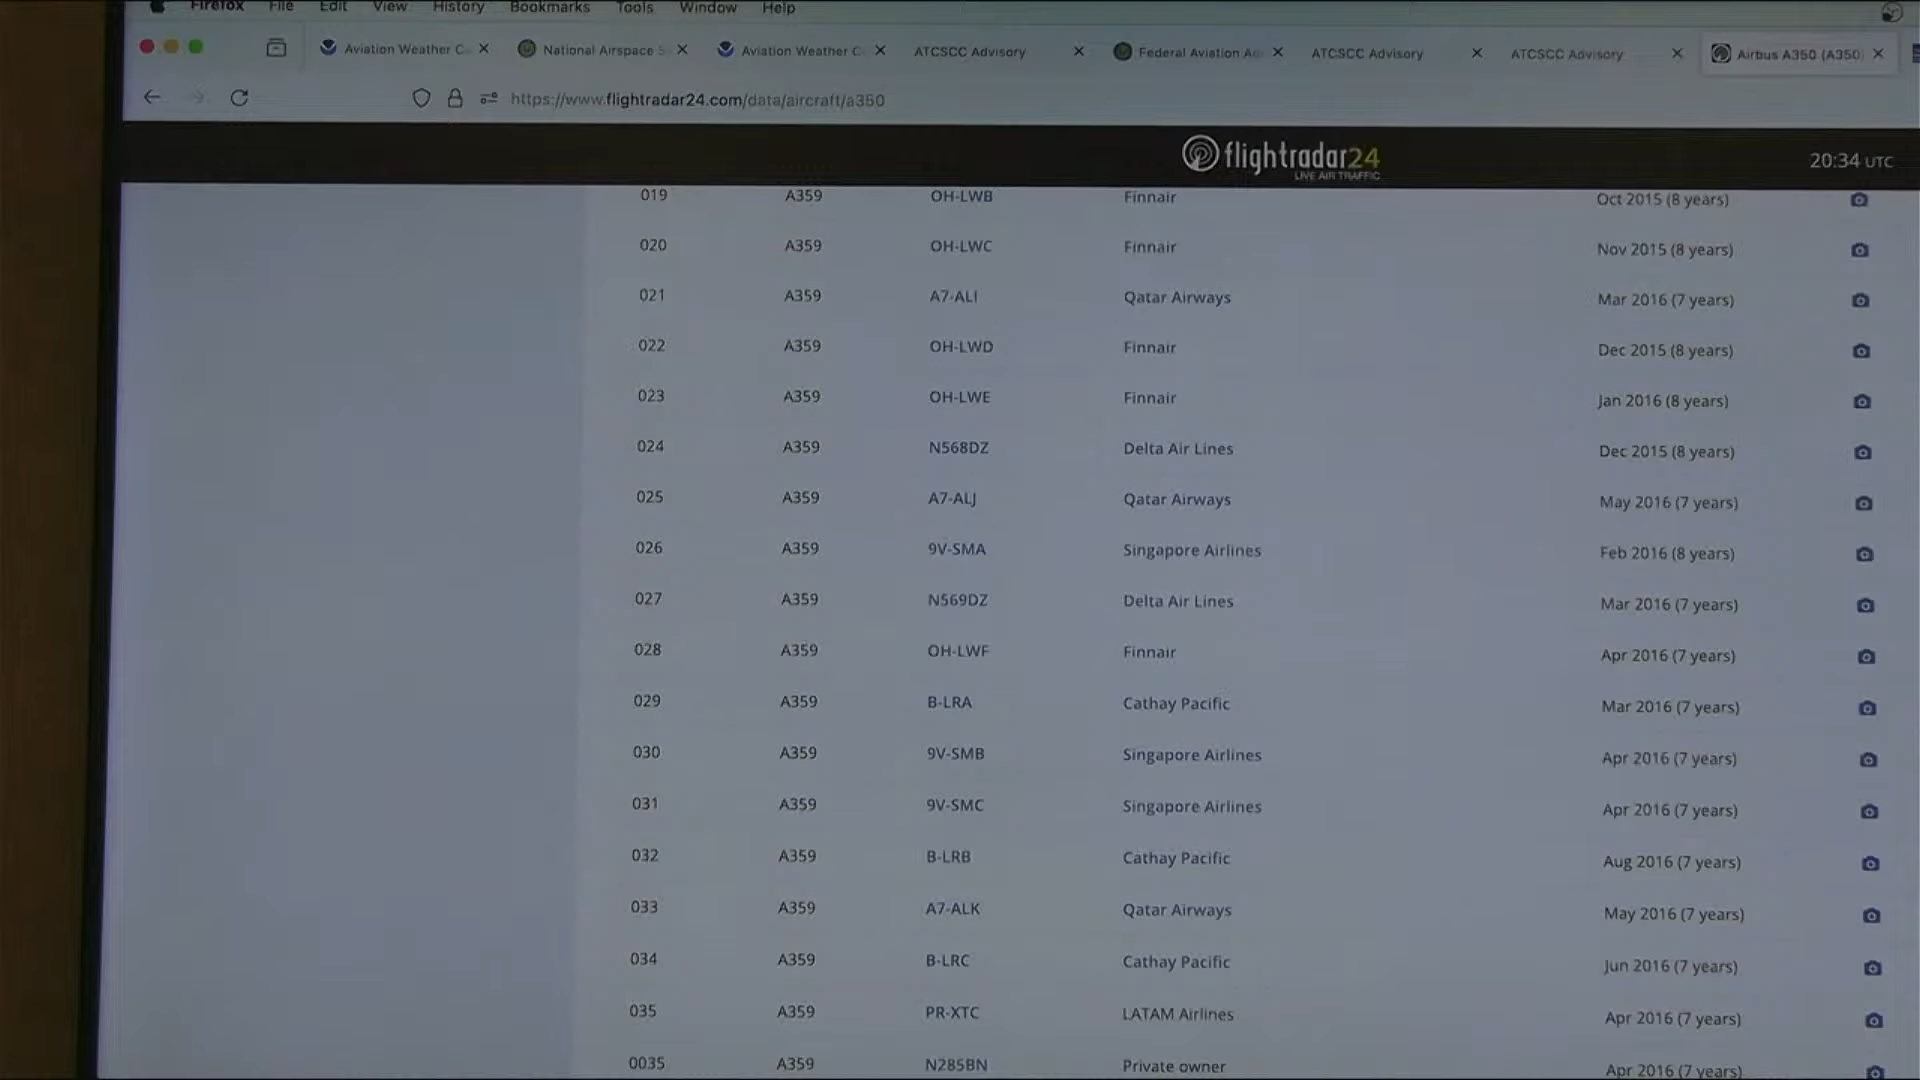 Firefox File Edit View History Bookmarks Tools Window Help
Aviation Weather C National Airspace S Aviation Weather C ATCSCC Advisory Federal Aviation Ad ATCSCC Advisory ATCSCC Advisory Airbus A350 (A350)
https://www.flightradar24.com/data/aircraft/a350
flightradar24
LIVE AIR TRAFFIC
20:34 UTC
019 A359 OH-LWB Finnair Oct 2015 (8 years)
020 A359 OH-LWC Finnair Nov 2015 (8 years)
021 A359 A7-ALI Qatar Airways Mar 2016 (7 years)
022 A359 OH-LWD Finnair Dec 2015 (8 years)
023 A359 OH-LWE Finnair Jan 2016 (8 years)
024 A359 N568DZ Delta Air Lines Dec 2015 (8 years)
025 A359 A7-ALJ Qatar Airways May 2016 (7 years)
026 A359 9V-SMA Singapore Airlines Feb 2016 (8 years)
027 A359 N569DZ Delta Air Lines Mar 2016 (7 years)
028 A359 OH-LWF Finnair Apr 2016 (7 years)
029 A359 B-LRA Cathay Pacific Mar 2016 (7 years)
030 A359 9V-SMB Singapore Airlines Apr 2016 (7 years)
031 A359 9V-SMC Singapore Airlines Apr 2016 (7 years)
032 A359 B-LRB Cathay Pacific Aug 2016 (7 years)
033 A359 A7-ALK Qatar Airways May 2016 (7 years)
034 A359 B-LRC Cathay Pacific Jun 2016 (7 years)
035 A359 PR-XTC LATAM Airlines Apr 2016 (7 years)
0035 A359 N285BN Private owner Apr 2016 (7 years)